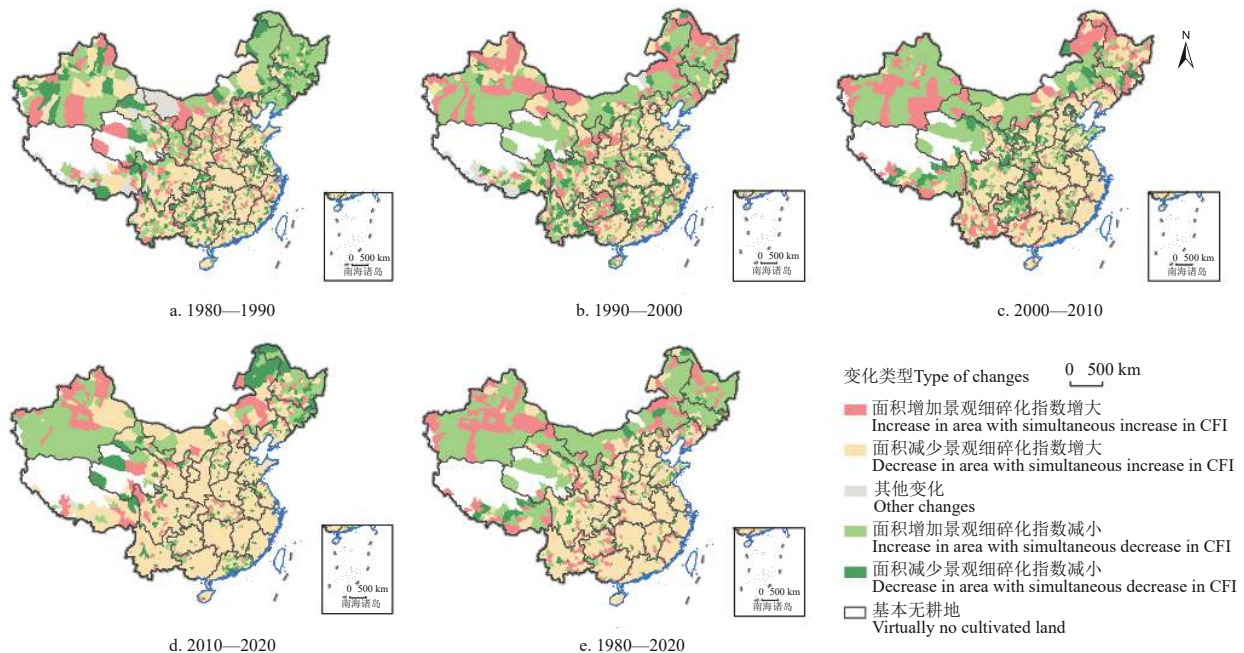 N
0 500 km
南海诸岛
0 500 km
南海诸岛
0 500 km
南海诸岛
a. 1980—1990
b. 1990—2000
c. 2000—2010
0 500 km
南海诸岛
0 500 km
南海诸岛
d. 2010—2020
e. 1980—2020
变化类型Type of changes
0 500 km
面积增加景观细碎化指数增大
Increase in area with simultaneous increase in CFI
面积减少景观细碎化指数增大
Decrease in area with simultaneous increase in CFI
其他变化
Other changes
面积增加景观细碎化指数减小
Increase in area with simultaneous decrease in CFI
面积减少景观细碎化指数减小
Decrease in area with simultaneous decrease in CFI
基本无耕地
Virtually no cultivated land